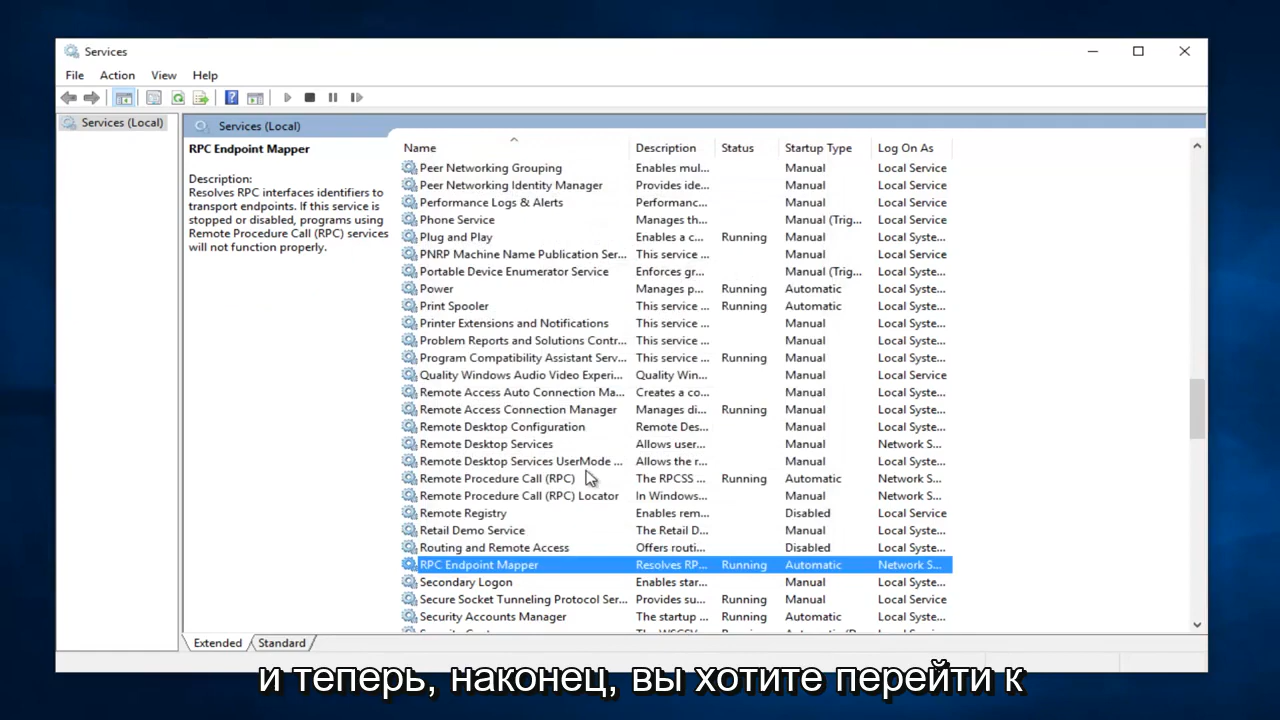 Services
File Action View Help
Services (Local)
Services (Local)
RPC Endpoint Mapper
Description:
Resolves RPC interfaces identifiers to
transport endpoints. If this service is
stopped or disabled, programs using
Remote Procedure Call (RPC) services
will not function properly.
Name Description Status Startup Type Log On As
Peer Networking Grouping Enables mul... Manual Local Service
Peer Networking Identity Manager Provides ide... Manual Local Service
Performance Logs & Alerts Performanc... Manual Local Service
Phone Service Manages th... Manual (Trig... Local Service
Plug and Play Enables a c... Running Manual Local Syste...
PNRP Machine Name Publication Ser... This service ... Manual Local Service
Portable Device Enumerator Service Enforces gr... Manual (Trig... Local Syste...
Power Manages p... Running Automatic Local Syste...
Print Spooler This service ... Running Automatic Local Syste...
Printer Extensions and Notifications This service ... Manual Local Syste...
Problem Reports and Solutions Contr... This service ... Manual Local Syste...
Program Compatibility Assistant Serv... This service ... Running Manual Local Syste...
Quality Windows Audio Video Experi... Quality Win... Manual Local Service
Remote Access Auto Connection Ma... Creates a co... Manual Local Syste...
Remote Access Connection Manager Manages di... Running Manual Local Syste...
Remote Desktop Configuration Remote Des... Manual Local Syste...
Remote Desktop Services Allows user... Manual Network S...
Remote Desktop Services UserMode ... Allows the r... Manual Local Syste...
Remote Procedure Call (RPC) The RPCSS ... Running Automatic Network S...
Remote Procedure Call (RPC) Locator In Windows... Manual Network S...
Remote Registry Enables rem... Disabled Local Service
Retail Demo Service The Retail D... Manual Local Syste...
Routing and Remote Access Offers routi... Disabled Local Syste...
RPC Endpoint Mapper Resolves RP... Running Automatic Network S...
Secondary Logon Enables star... Manual Local Syste...
Secure Socket Tunneling Protocol Ser... Provides su... Running Manual Local Service
Security Accounts Manager The startup ... Running Automatic Local Syste...
Extended Standard
и теперь, наконец, вы хотите перейти к